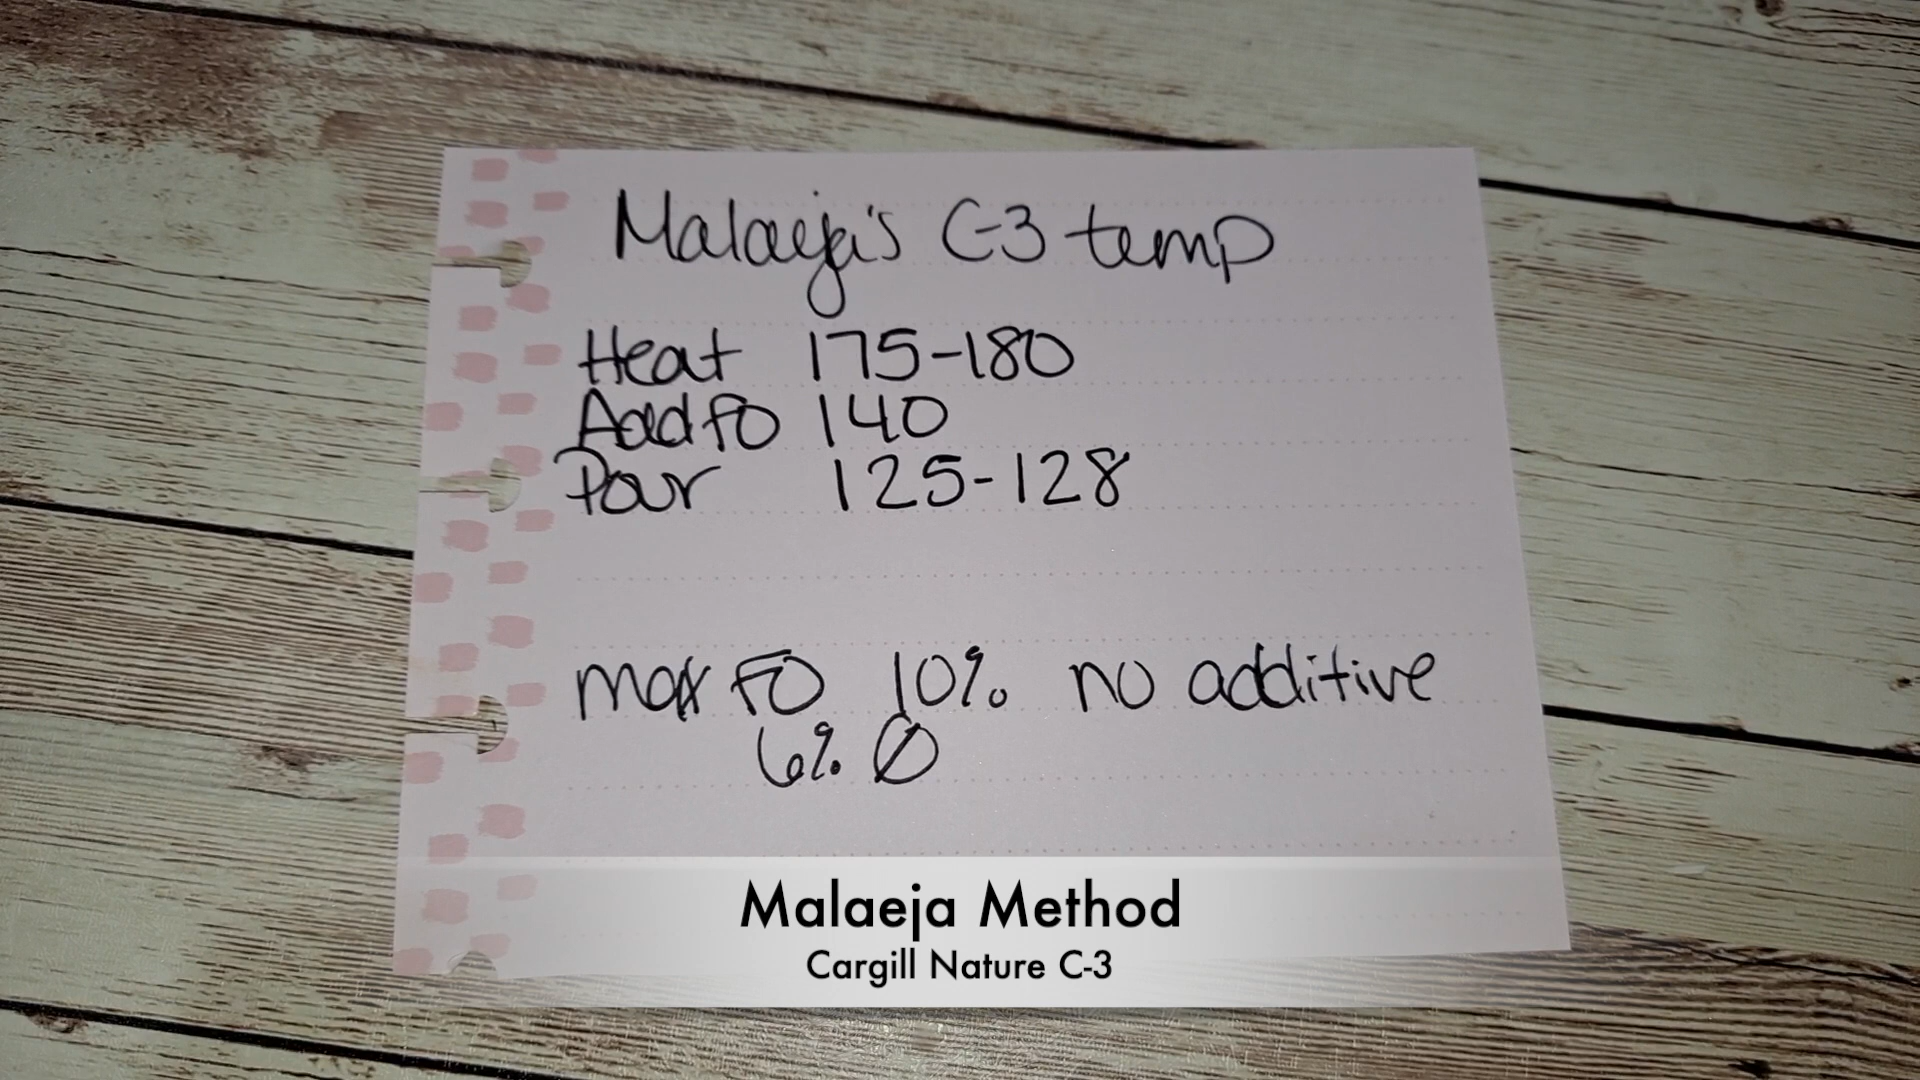 Malaeja's C-3 temp
Heat 175-180
Add fo 140
Pour 125-128
max FO 10% no additive
6% Ø
Malaeja Method
Cargill Nature C-3